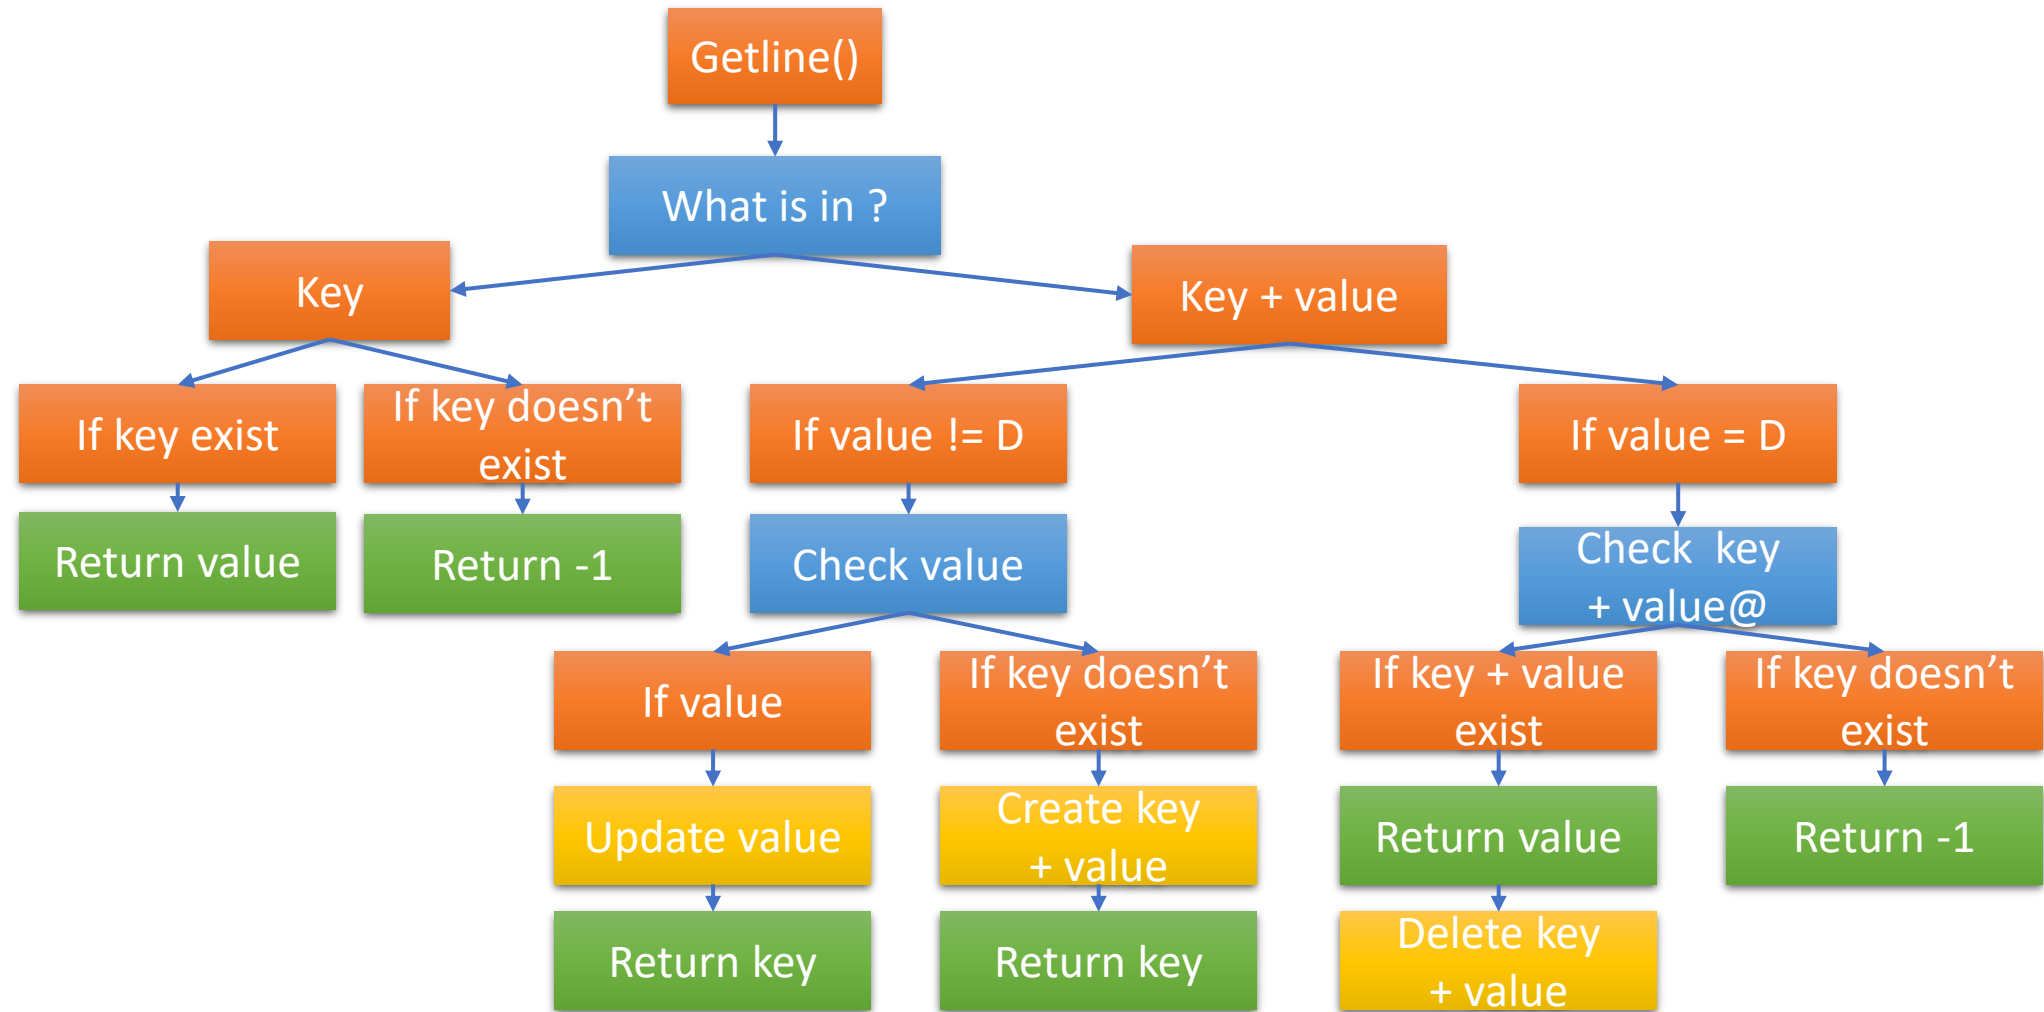 Getline()
What is in ?
Key
Key + value
If key exist
If key doesn’t
exist
If value != D
If value = D
Return value
Return -1
Check value
Check  key
+ value@
If value
If key doesn’t
exist
If key + value
exist
If key doesn’t
exist
Update value
Create key
+ value
Return value
Return -1
Return key
Return key
Delete key
+ value